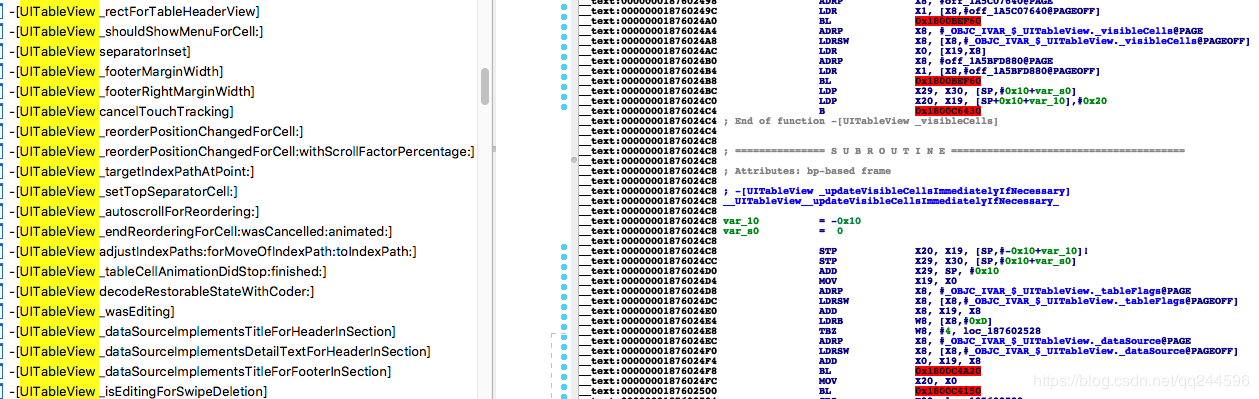 -[UITableView _rectForTableHeaderView]
-[UITableView _shouldShowMenuForCell:]
-[UITableView separatorInset]
-[UITableView _footerMarginWidth]
-[UITableView _footerRightMarginWidth]
-[UITableView cancelTouchTracking]
-[UITableView _reorderPositionChangedForCell:]
-[UITableView _reorderPositionChangedForCell:withScrollFactorPercentage:]
-[UITableView _targetIndexPathAtPoint:]
-[UITableView _setTopSeparatorCell:]
-[UITableView _autoscrollForReordering:]
-[UITableView _endReorderingForCell:wasCancelled:animated:]
-[UITableView adjustIndexPaths:forMoveOfIndexPath:toIndexPath:]
-[UITableView _tableCellAnimationDidStop:finished:]
-[UITableView decodeRestorableStateWithCoder:]
-[UITableView _wasEditing]
-[UITableView _dataSourceImplementsTitleForHeaderInSection]
-[UITableView _dataSourceImplementsDetailTextForHeaderInSection]
-[UITableView _dataSourceImplementsTitleForFooterInSection]
-[UITableView _isEditingForSwipeDeletion]
__text:0000000187602498 ADRP X8, #off_1A5C07640@PAGE
__text:000000018760249C LDR X1, [X8,#off_1A5C07640@PAGEOFF]
__text:00000001876024A0 BL 0x1800BEF60
__text:00000001876024A4 ADRP X8, #_OBJC_IVAR_$_UITableView._visibleCells@PAGE
__text:00000001876024A8 LDRSW X8, [X8,#_OBJC_IVAR_$_UITableView._visibleCells@PAGEOFF]
__text:00000001876024AC LDR X0, [X19,X8]
__text:00000001876024B0 ADRP X8, #off_1A5BFD880@PAGE
__text:00000001876024B4 LDR X1, [X8,#off_1A5BFD880@PAGEOFF]
__text:00000001876024B8 BL 0x1800BEF60
__text:00000001876024BC LDP X29, X30, [SP,#0x10+var_s0]
__text:00000001876024C0 LDP X20, X19, [SP+0x10+var_10],#0x20
__text:00000001876024C4 B 0x1800C6430
__text:00000001876024C4 ; End of function -[UITableView _visibleCells]
__text:00000001876024C4
__text:00000001876024C8
__text:00000001876024C8 ; =============== S U B R O U T I N E =======================================
__text:00000001876024C8
__text:00000001876024C8 ; Attributes: bp-based frame
__text:00000001876024C8
__text:00000001876024C8 ; -[UITableView _updateVisibleCellsImmediatelyIfNecessary]
__text:00000001876024C8 __UITableView__updateVisibleCellsImmediatelyIfNecessary_
__text:00000001876024C8
__text:00000001876024C8 var_10 = -0x10
__text:00000001876024C8 var_s0 = 0
__text:00000001876024C8
__text:00000001876024C8 STP X20, X19, [SP,#-0x10+var_10]!
__text:00000001876024CC STP X29, X30, [SP,#0x10+var_s0]
__text:00000001876024D0 ADD X29, SP, #0x10
__text:00000001876024D4 MOV X19, X0
__text:00000001876024D8 ADRP X8, #_OBJC_IVAR_$_UITableView._tableFlags@PAGE
__text:00000001876024DC LDRSW X8, [X8,#_OBJC_IVAR_$_UITableView._tableFlags@PAGEOFF]
__text:00000001876024E0 ADD X8, X19, X8
__text:00000001876024E4 LDRB W8, [X8,#0xD]
__text:00000001876024E8 TBZ W8, #4, loc_187602528
__text:00000001876024EC ADRP X8, #_OBJC_IVAR_$_UITableView._dataSource@PAGE
__text:00000001876024F0 LDRSW X8, [X8,#_OBJC_IVAR_$_UITableView._dataSource@PAGEOFF]
__text:00000001876024F4 ADD X0, X19, X8
__text:00000001876024F8 BL 0x1800C4A20
__text:00000001876024FC MOV X20, X0
__text:0000000187602500 BL 0x1800C4150
https://blog.csdn.net/qq244596